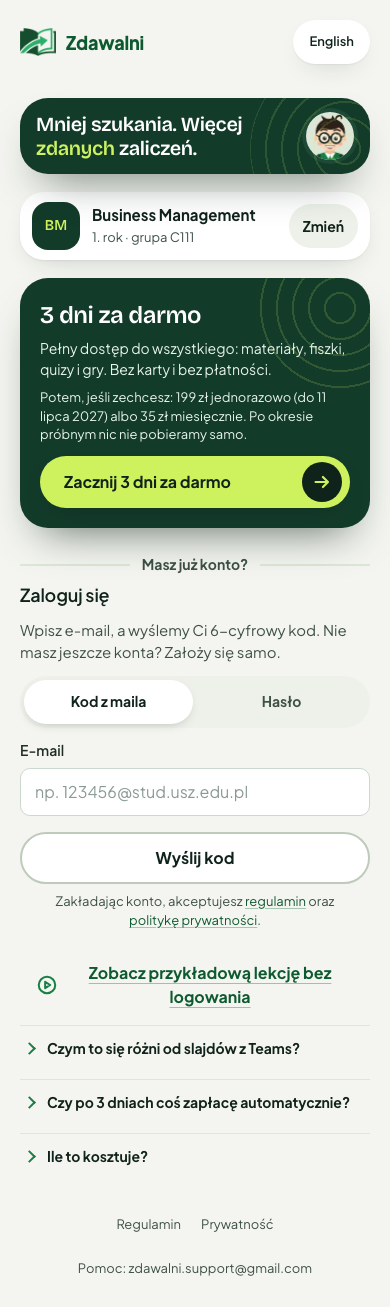 Zdawalni
English
Mniej szukania. Więcej
zdanych zaliczeń.
BM
Business Management
1. rok · grupa C111
Zmień
3 dni za darmo
Pełny dostęp do wszystkiego: materiały, fiszki,
quizy i gry. Bez karty i bez płatności.
Potem, jeśli zechcesz: 199 zł jednorazowo (do 11
lipca 2027) albo 35 zł miesięcznie. Po okresie
próbnym nic nie pobieramy samo.
Zacznij 3 dni za darmo
Masz już konto?
Zaloguj się
Wpisz e-mail, a wyślemy Ci 6-cyfrowy kod. Nie
masz jeszcze konta? Założy się samo.
Kod z maila
Hasło
E-mail
np. 123456@stud.usz.edu.pl
Wyślij kod
Zakładając konto, akceptujesz regulamin oraz
politykę prywatności.
Zobacz przykładową lekcję bez
logowania
Czym to się różni od slajdów z Teams?
Czy po 3 dniach coś zapłacę automatycznie?
Ile to kosztuje?
Regulamin
Prywatność
Pomoc: zdawalni.support@gmail.com